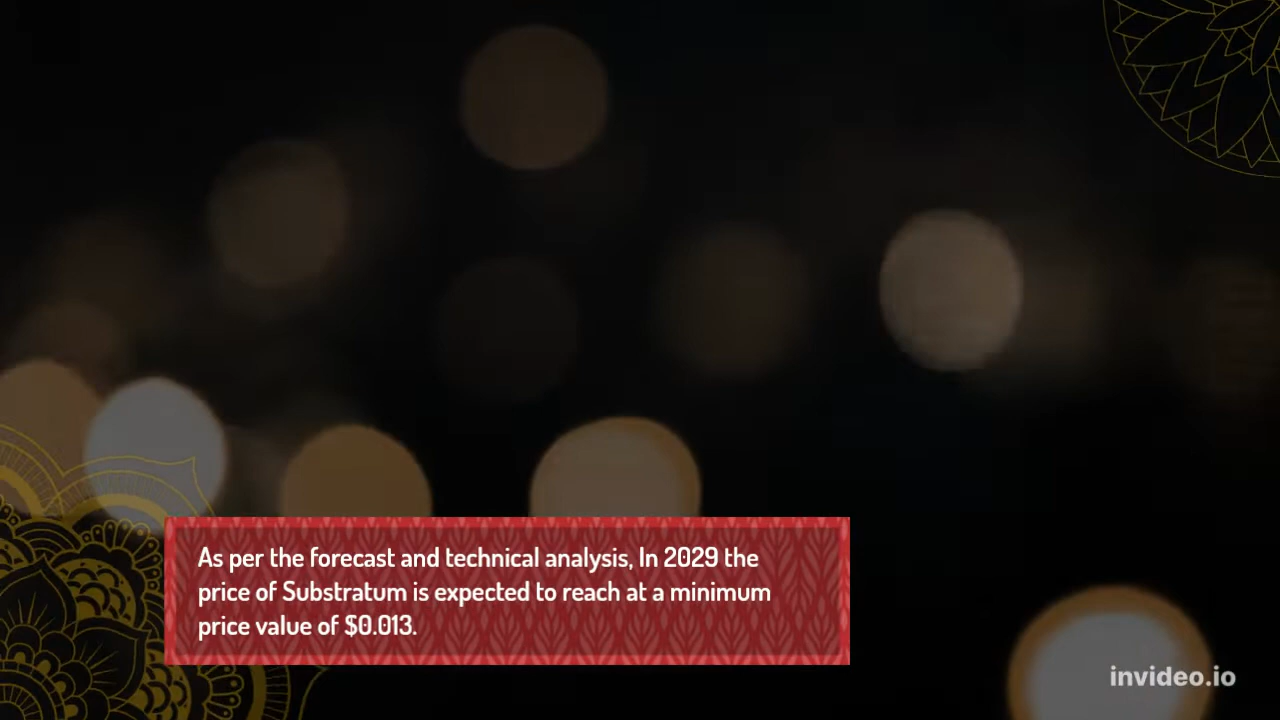 As per the forecast and technical analysis, In 2029 the
price of Substratum is expected to reach at a minimum
price value of $0.013.
invideo.io